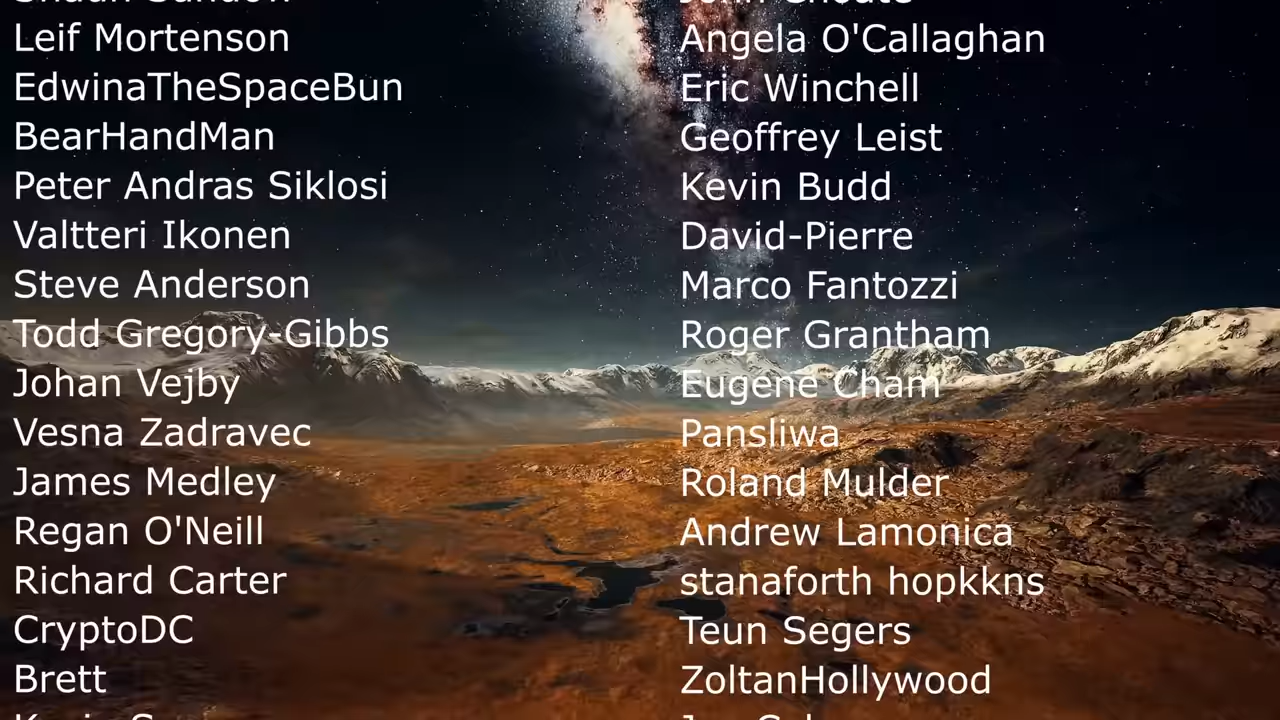 Leif Mortenson
EdwinaTheSpaceBun
BearHandMan
Peter Andras Siklosi
Valtteri Ikonen
Steve Anderson
Todd Gregory-Gibbs
Johan Vejby
Vesna Zadravec
James Medley
Regan O'Neill
Richard Carter
CryptoDC
Brett
Angela O'Callaghan
Eric Winchell
Geoffrey Leist
Kevin Budd
David-Pierre
Marco Fantozzi
Roger Grantham
Eugene Cham
Pansliwa
Roland Mulder
Andrew Lamonica
stanaforth hopkkns
Teun Segers
ZoltanHollywood